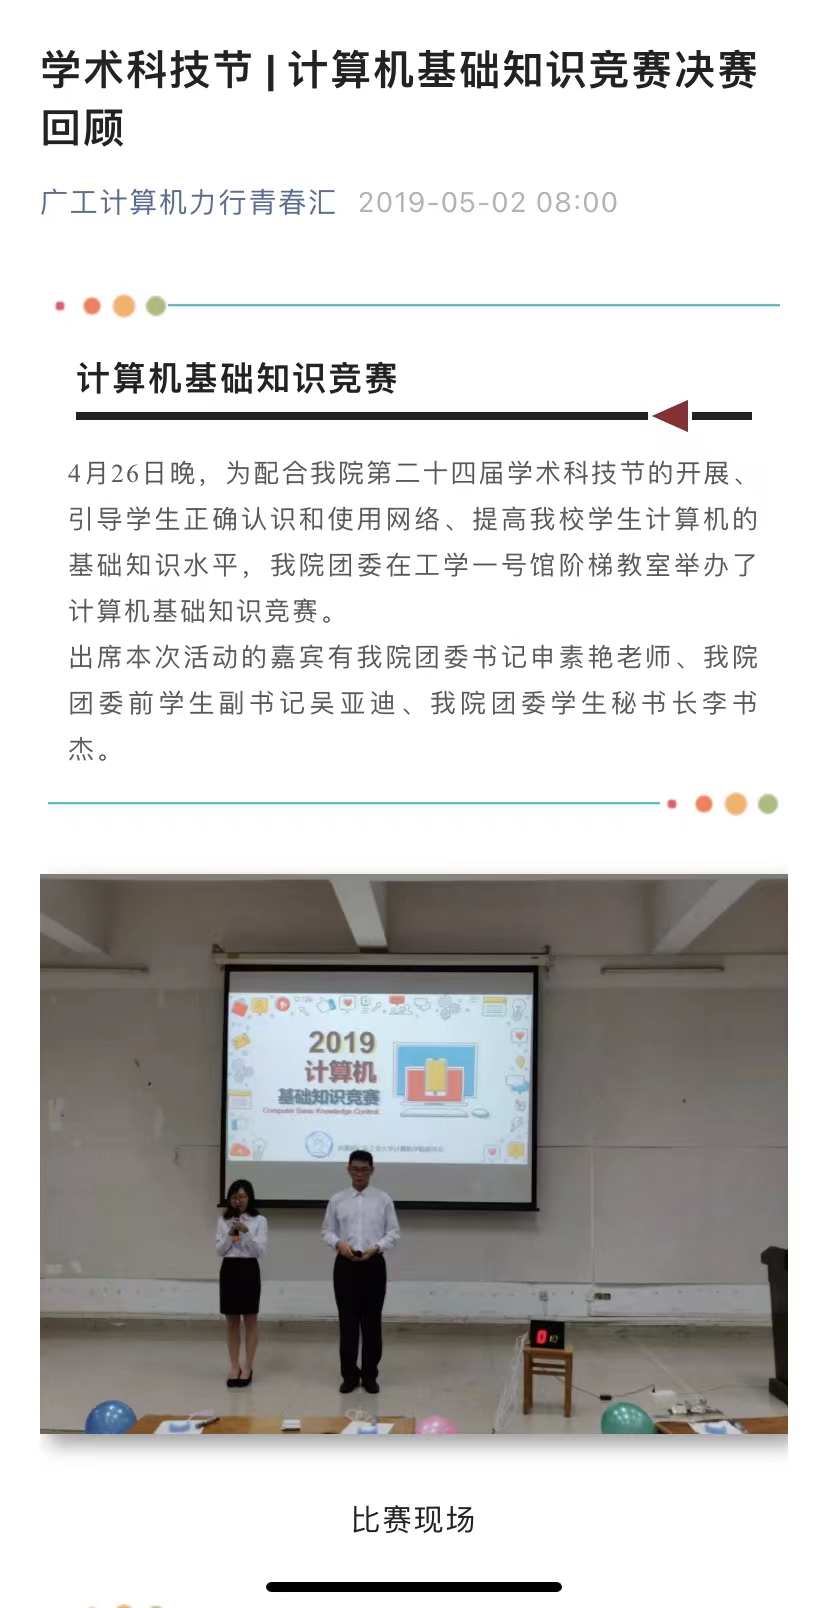 学术科技节 | 计算机基础知识竞赛决赛
回顾
广工计算机力行青春汇 2019-05-02 08:00
计算机基础知识竞赛
4月26日晚，为配合我院第二十四届学术科技节的开展、
引导学生正确认识和使用网络、提高我校学生计算机的
基础知识水平，我院团委在工学一号馆阶梯教室举办了
计算机基础知识竞赛。
出席本次活动的嘉宾有我院团委书记申素艳老师、我院
团委前学生副书记吴亚迪、我院团委学生秘书长李书
杰。
2019
计算机
基础知识竞赛
Computer Basic Knowledge Contest
比赛现场